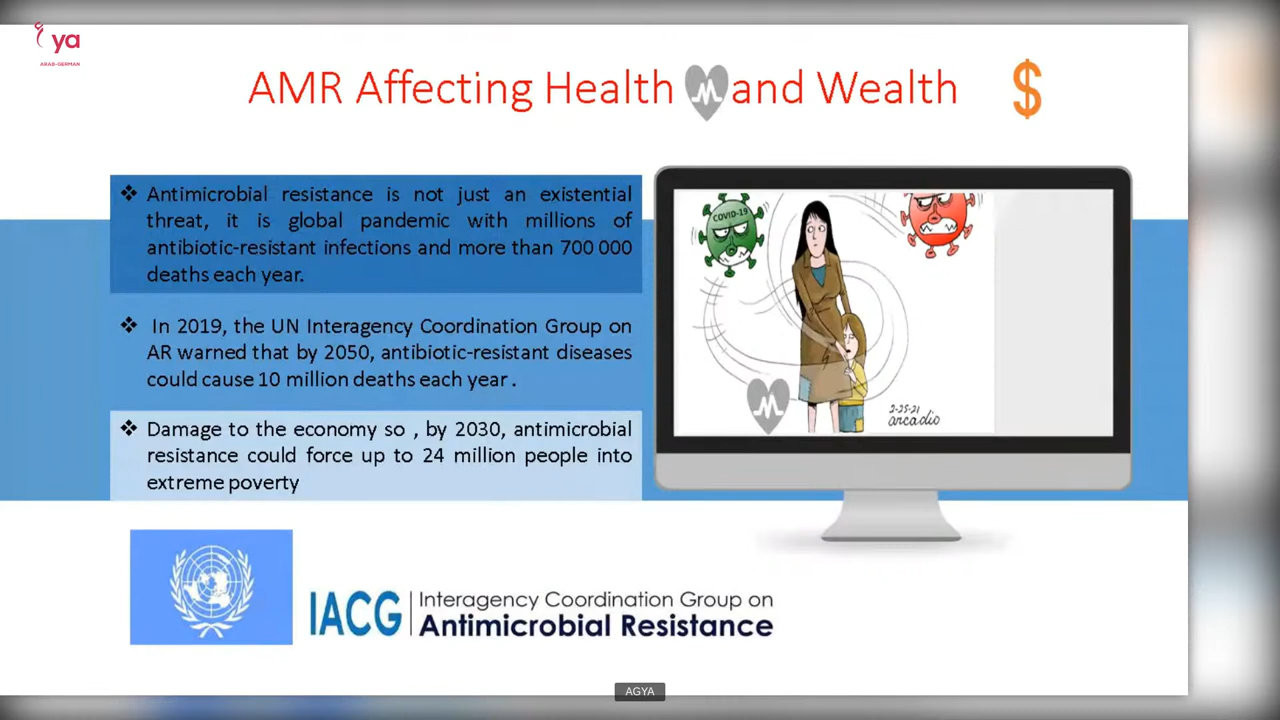 ya
ARAB-GERMAN
AMR Affecting Health and Wealth $
❖ Antimicrobial resistance is not just an existential
threat, it is global pandemic with millions of
antibiotic-resistant infections and more than 700 000
deaths each year.
❖ In 2019, the UN Interagency Coordination Group on
AR warned that by 2050, antibiotic-resistant diseases
could cause 10 million deaths each year .
❖ Damage to the economy so , by 2030, antimicrobial
resistance could force up to 24 million people into
extreme poverty
COVID-19
2-25-21
arcadio
IACG
Interagency Coordination Group on
Antimicrobial Resistance
AGYA